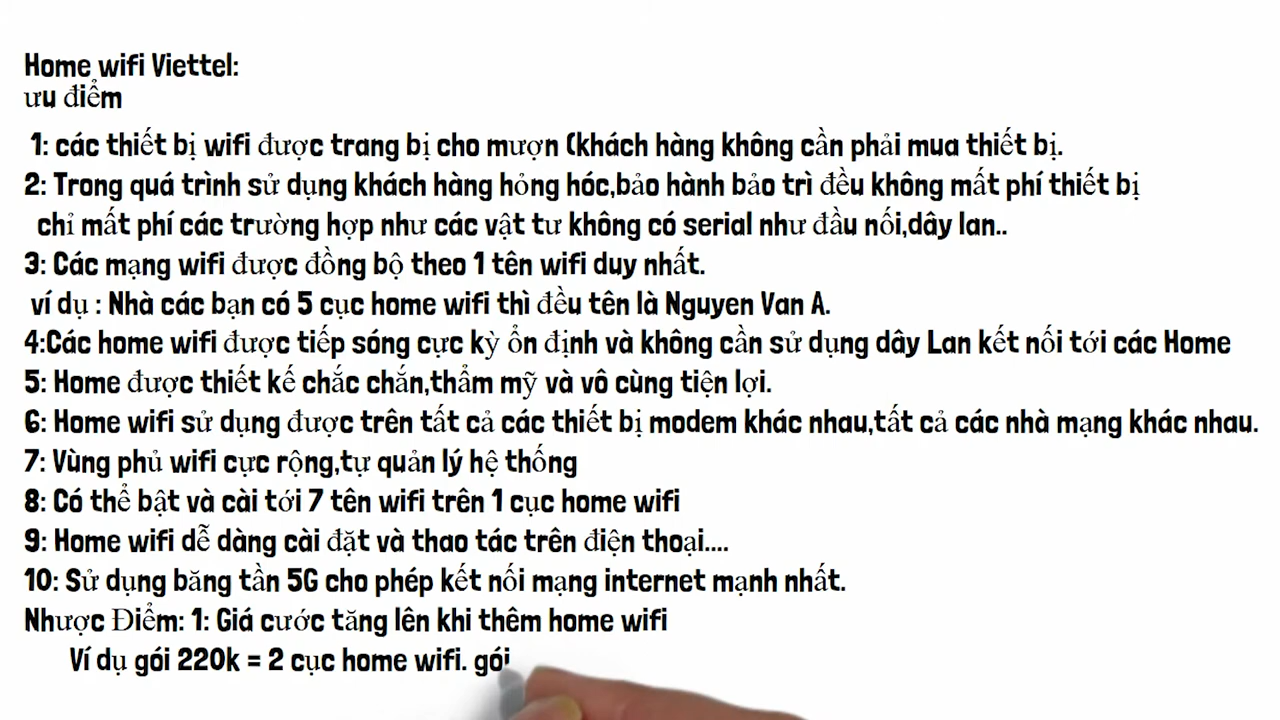 Home wifi Viettel:
ưu điểm
1: các thiết bị wifi được trang bị cho mượn (khách hàng không cần phải mua thiết bị.
2: Trong quá trình sử dụng khách hàng hỏng hóc,bảo hành bảo trì đều không mất phí thiết bị
chỉ mất phí các trường hợp như các vật tư không có serial như đầu nối,dây lan..
3: Các mạng wifi được đồng bộ theo 1 tên wifi duy nhất.
ví dụ : Nhà các bạn có 5 cục home wifi thì đều tên là Nguyen Van A.
4:Các home wifi được tiếp sóng cực kỳ ổn định và không cần sử dụng dây Lan kết nối tới các Home
5: Home được thiết kế chắc chắn,thẩm mỹ và vô cùng tiện lợi.
6: Home wifi sử dụng được trên tất cả các thiết bị modem khác nhau,tất cả các nhà mạng khác nhau.
7: Vùng phủ wifi cực rộng,tự quản lý hệ thống
8: Có thể bật và cài tới 7 tên wifi trên 1 cục home wifi
9: Home wifi dễ dàng cài đặt và thao tác trên điện thoại....
10: Sử dụng băng tần 5G cho phép kết nối mạng internet mạnh nhất.
Nhược Điểm: 1: Giá cước tăng lên khi thêm home wifi
Ví dụ gói 220k = 2 cục home wifi. gói